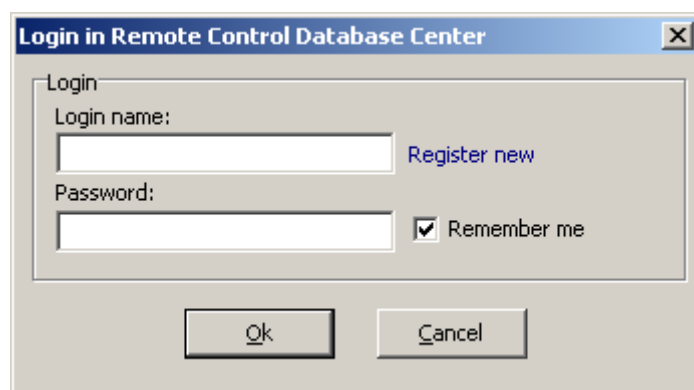 Login in Remote Control Database Center
Login
Login name:
Register new
Password:
Remember me
Ok
Cancel